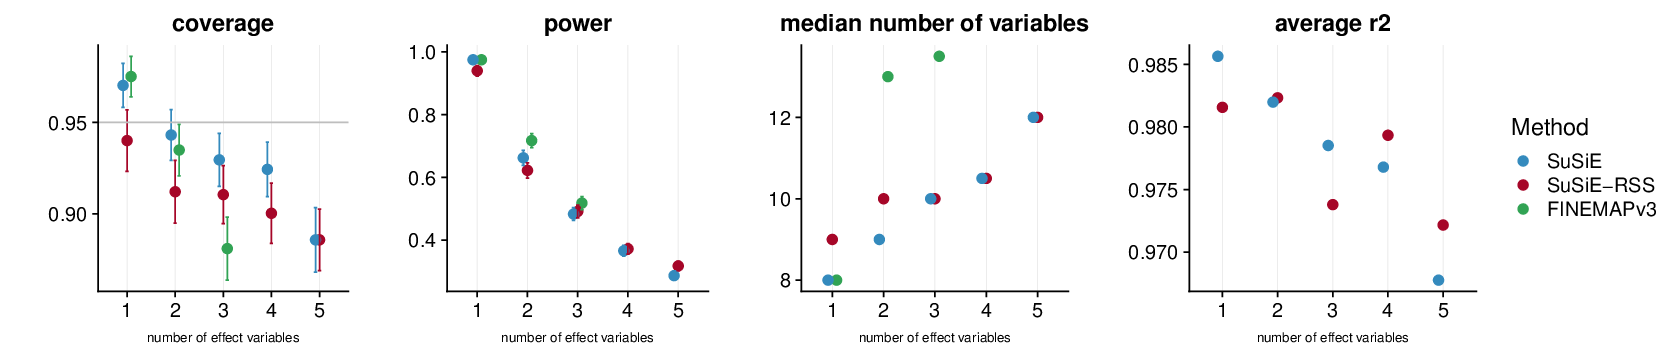 coverage
0.95
0.90
1 2 3 4 5
number of effect variables
power
1.0
0.8
0.6
0.4
1 2 3 4 5
number of effect variables
median number of variables
12
10
8
1 2 3 4 5
number of effect variables
average r2
0.985
0.980
0.975
0.970
1 2 3 4 5
number of effect variables
Method
SuSiE
SuSiE−RSS
FINEMAPv3